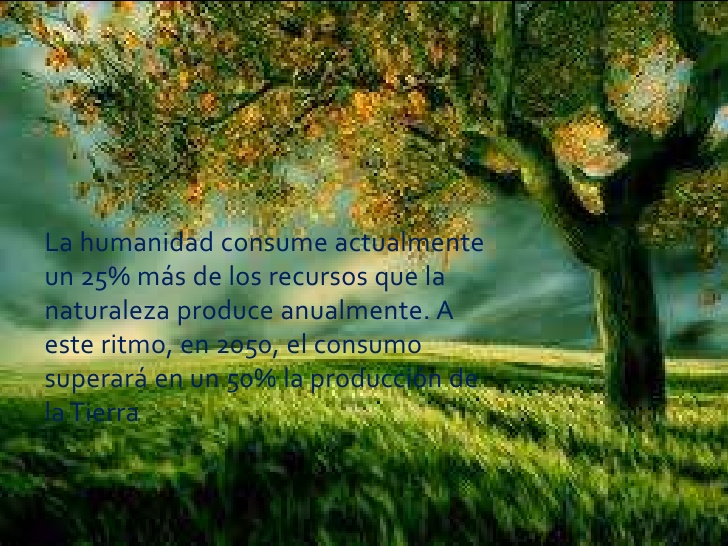 La humanidad consume actualmente
un 25% más de los recursos que la
naturaleza produce anualmente. A
este ritmo, en 2050, el consumo
superará en un 50% la producción de
la Tierra